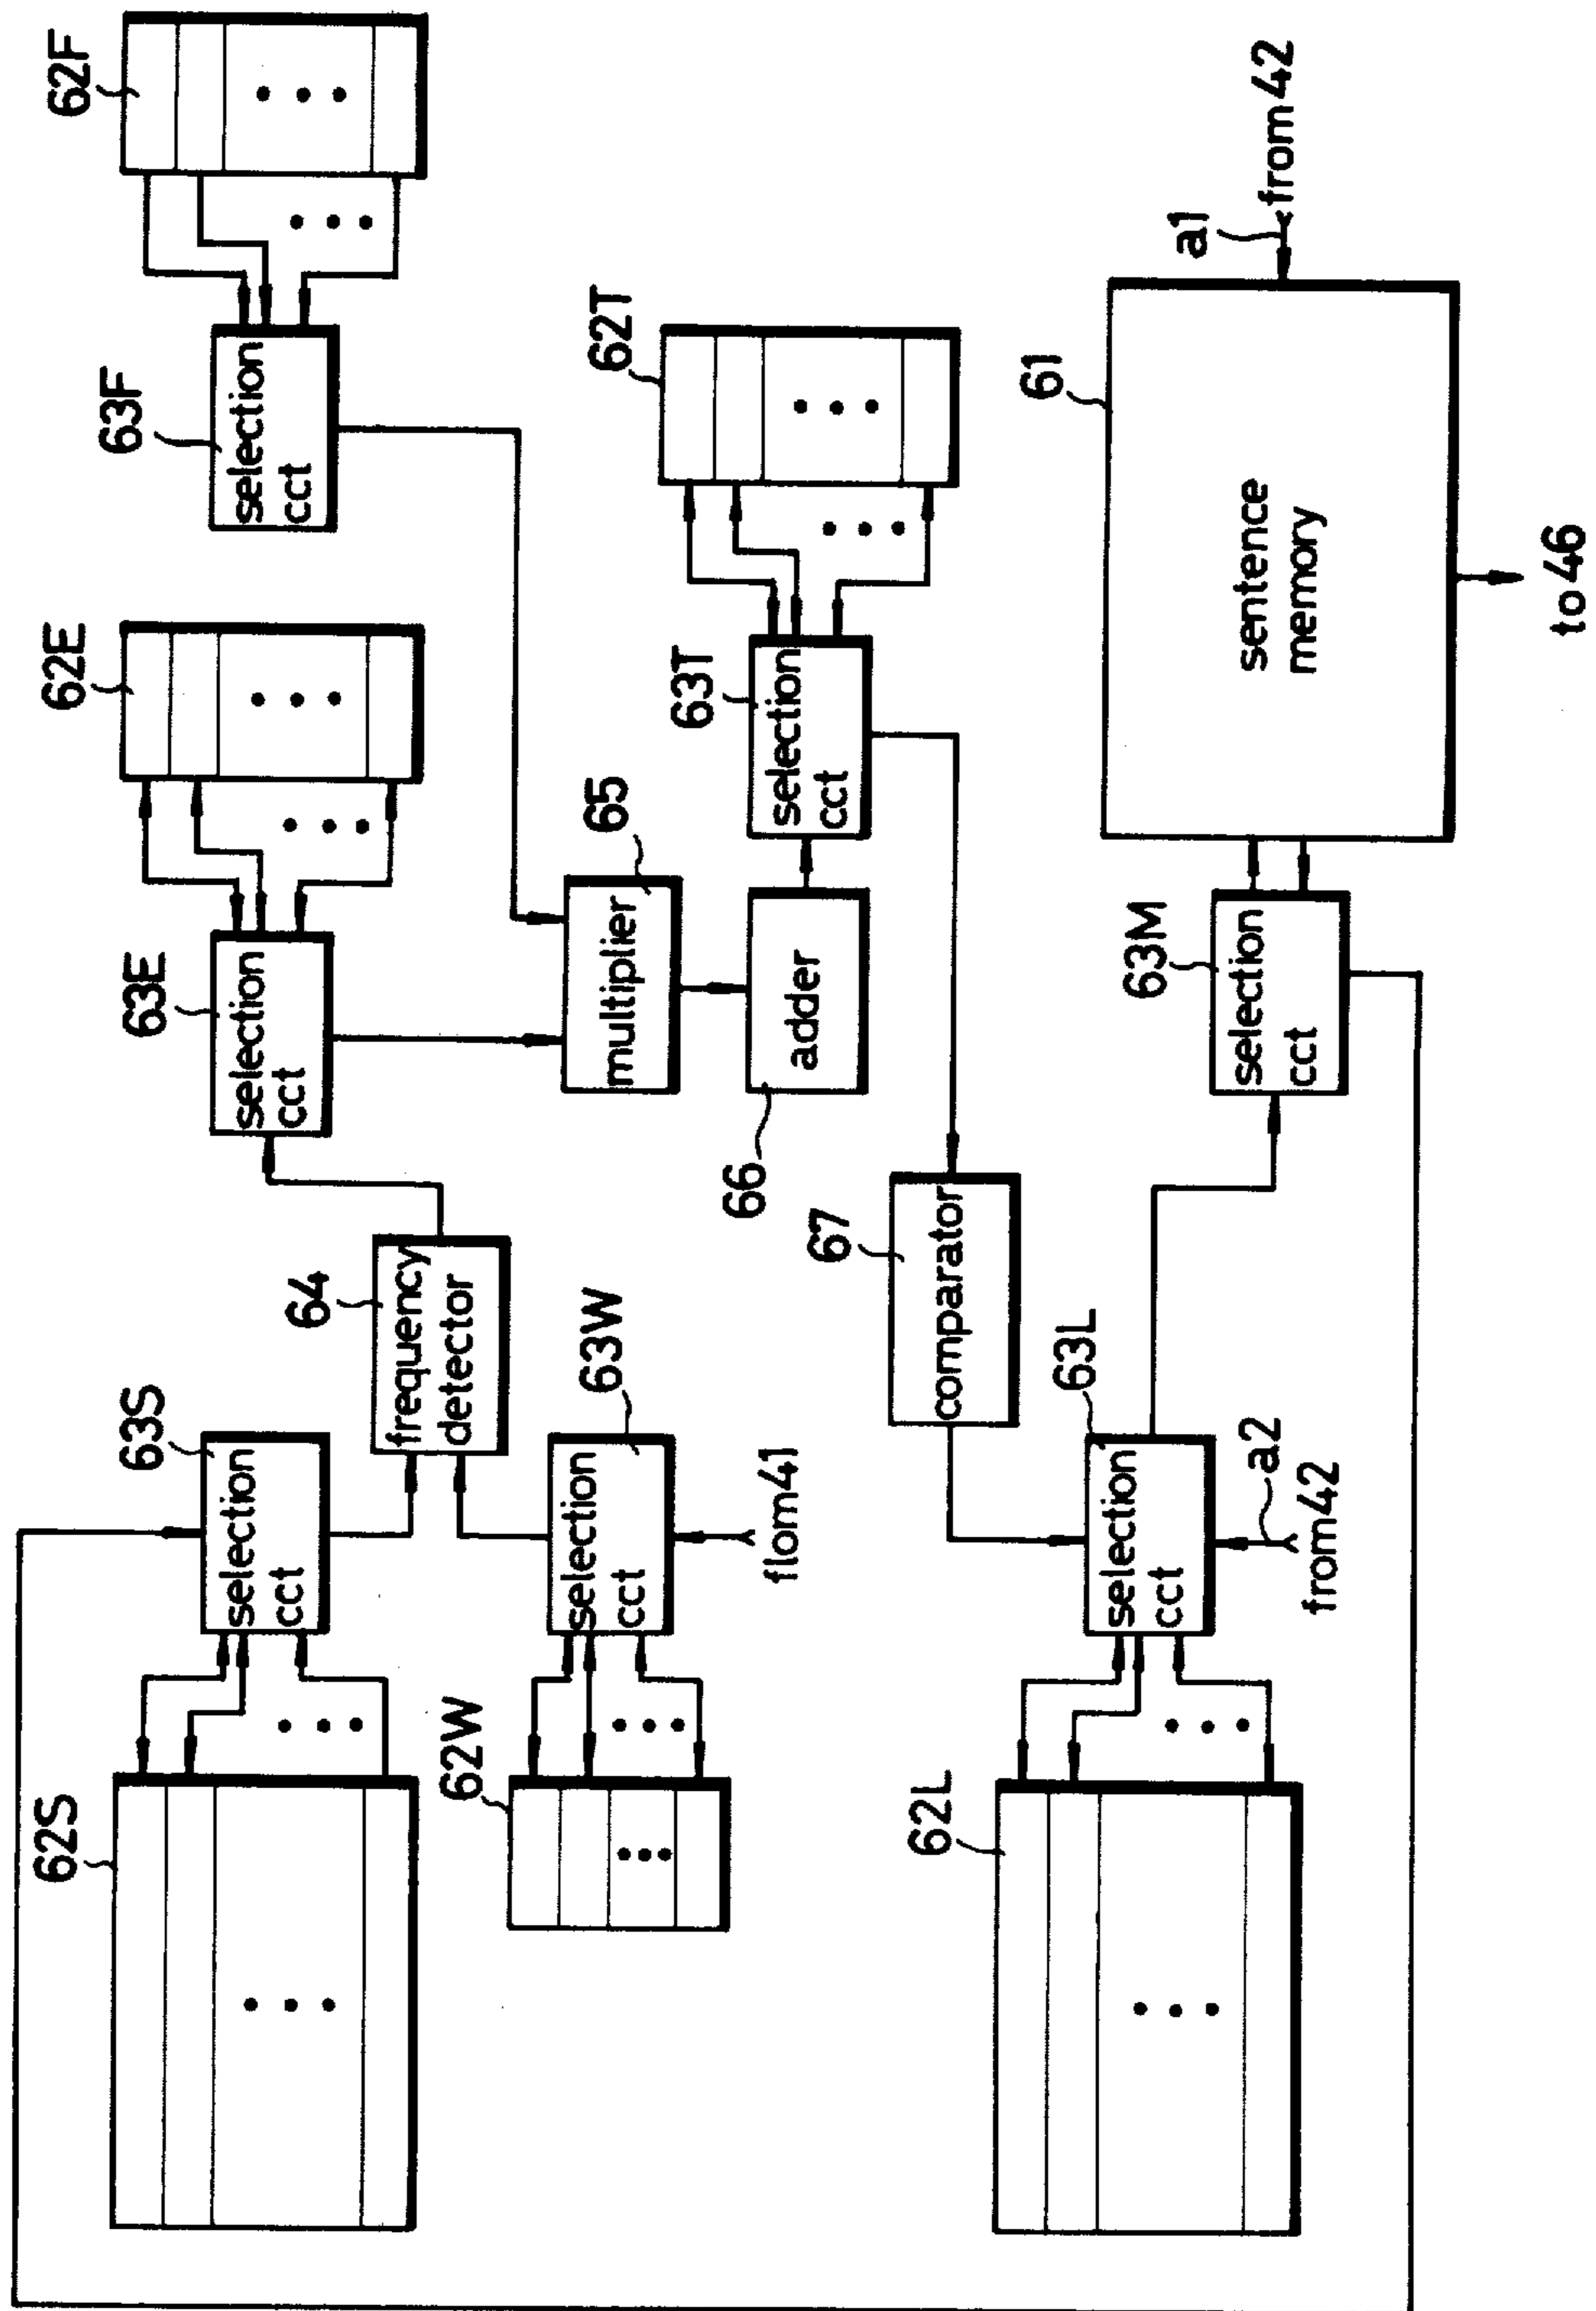 62S
63S
selection
cct
64
frequency
detector
63E
selection
cct
62E
63F
selection
cct
62F
62W
63W
selection
cct
flom41
multiplier
65
66
adder
63T
selection
cct
62T
67
comparator
62L
63L
selection
cct
a2
from42
63M
selection
cct
61
sentence
memory
a1
from42
to46